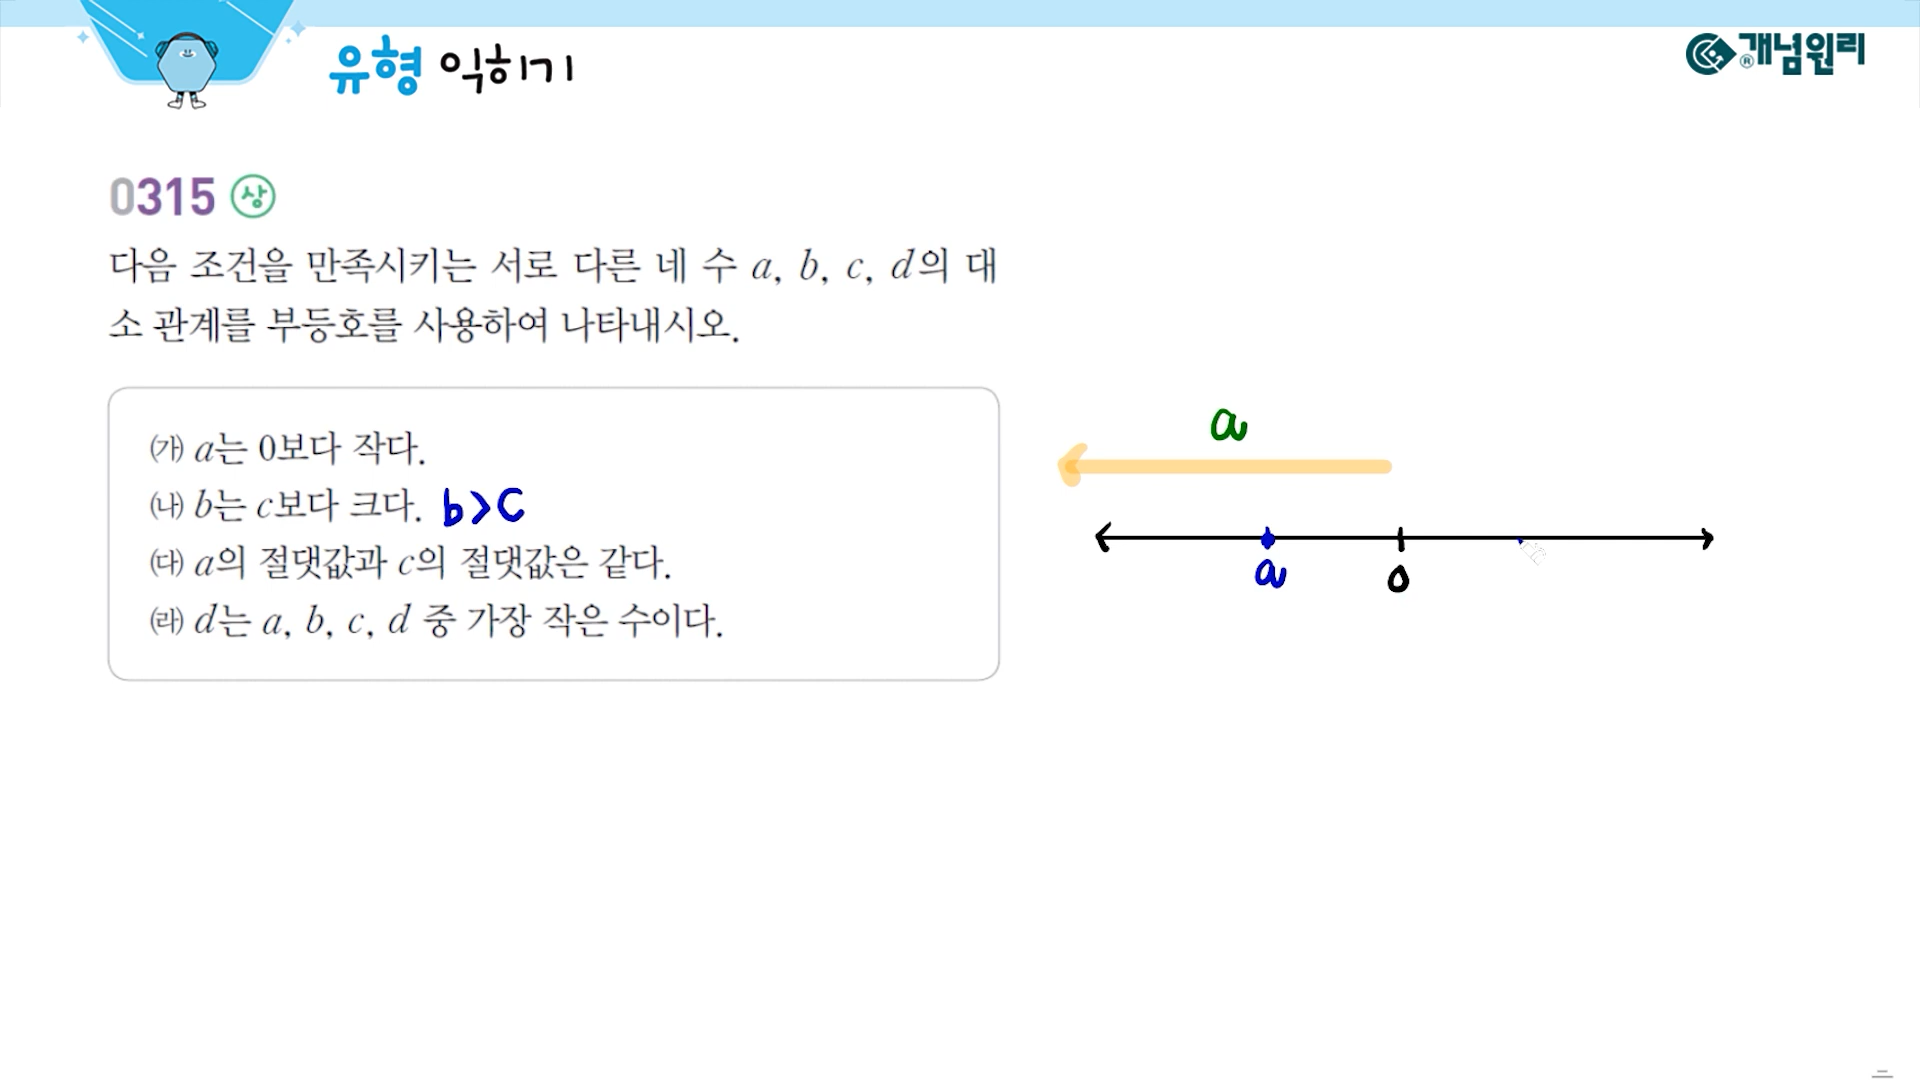 유형 익히기
개념원리®
0315 상
다음 조건을 만족시키는 서로 다른 네 수 a, b, c, d의 대
소 관계를 부등호를 사용하여 나타내시오.
㈎ a는 0보다 작다.
㈏ b는 c보다 크다. b>c
㈐ a의 절댓값과 c의 절댓값은 같다.
㈑ d는 a, b, c, d 중 가장 작은 수이다.
a
a 0